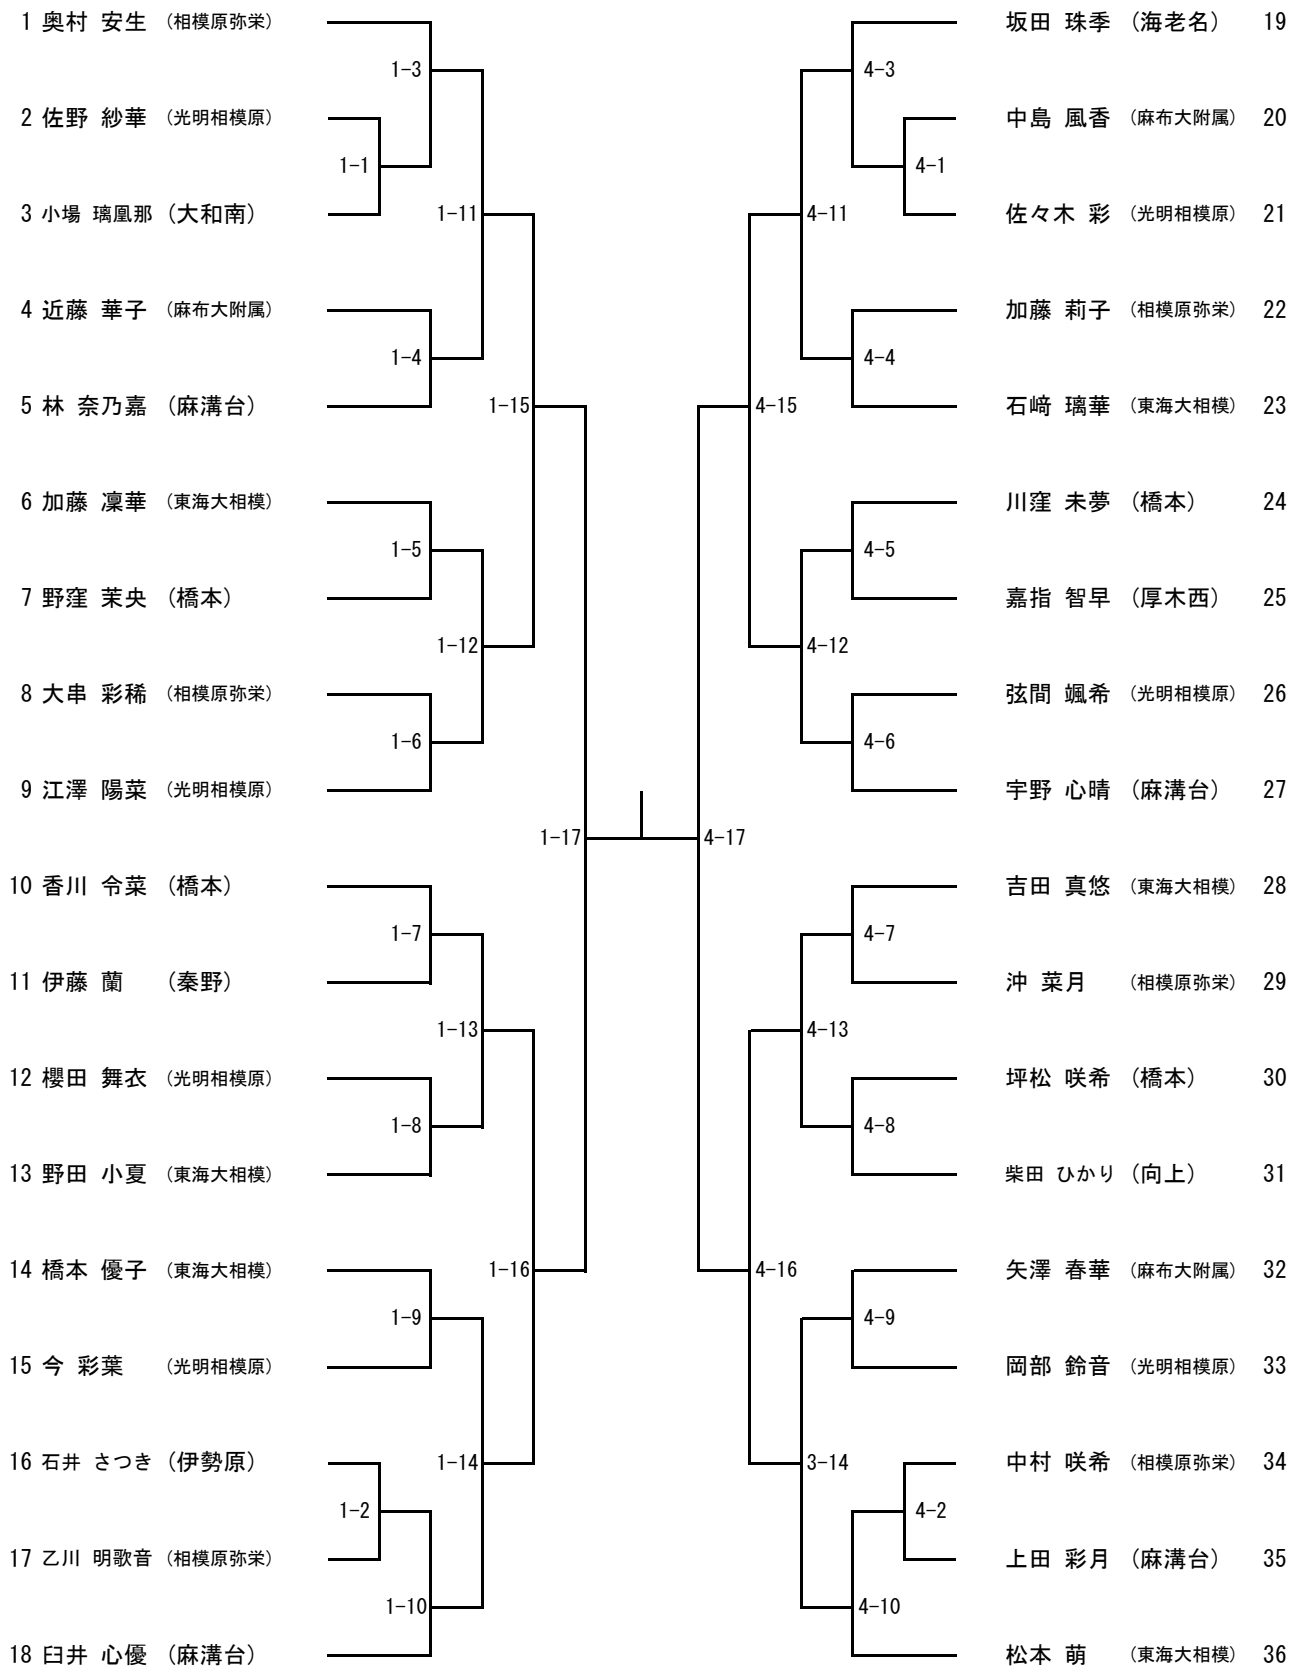 1 奥村 安生 (相模原弥栄)
坂田 珠季 (海老名) 19
1-3
4-3
2 佐野 紗華 (光明相模原)
中島 風香 (麻布大附属) 20
1-1
4-1
3 小場 璃凰那 (大和南)
1-11
4-11
佐々木 彩 (光明相模原) 21
4 近藤 華子 (麻布大附属)
加藤 莉子 (相模原弥栄) 22
1-4
4-4
5 林 奈乃嘉 (麻溝台)
1-15
4-15
石﨑 璃華 (東海大相模) 23
6 加藤 凜華 (東海大相模)
川窪 未夢 (橋本) 24
1-5
4-5
7 野窪 茉央 (橋本)
嘉指 智早 (厚木西) 25
1-12
4-12
8 大串 彩稀 (相模原弥栄)
弦間 颯希 (光明相模原) 26
1-6
4-6
9 江澤 陽菜 (光明相模原)
宇野 心晴 (麻溝台) 27
1-17
4-17
10 香川 令菜 (橋本)
吉田 真悠 (東海大相模) 28
1-7
4-7
11 伊藤 蘭 (秦野)
沖 菜月 (相模原弥栄) 29
1-13
4-13
12 櫻田 舞衣 (光明相模原)
坪松 咲希 (橋本) 30
1-8
4-8
13 野田 小夏 (東海大相模)
柴田 ひかり (向上) 31
14 橋本 優子 (東海大相模)
1-16
4-16
矢澤 春華 (麻布大附属) 32
1-9
4-9
15 今 彩葉 (光明相模原)
岡部 鈴音 (光明相模原) 33
16 石井 さつき (伊勢原)
1-14
3-14
中村 咲希 (相模原弥栄) 34
1-2
4-2
17 乙川 明歌音 (相模原弥栄)
上田 彩月 (麻溝台) 35
1-10
4-10
18 臼井 心優 (麻溝台)
松本 萌 (東海大相模) 36